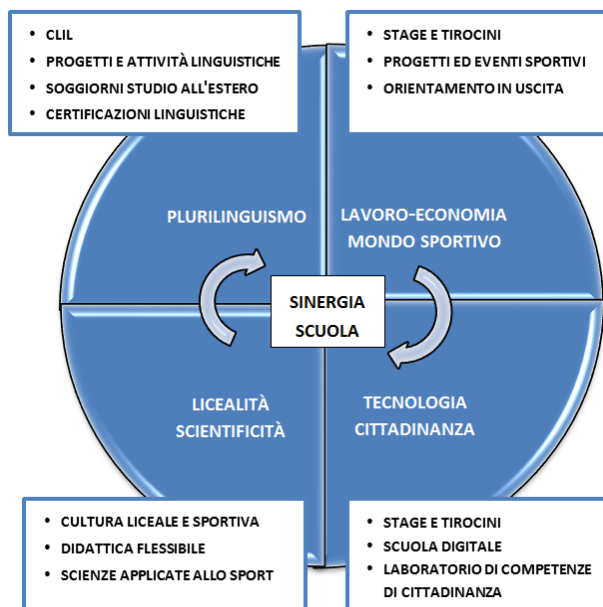 • CLIL
• PROGETTI E ATTIVITÀ LINGUISTICHE
• SOGGIORNI STUDIO ALL'ESTERO
• CERTIFICAZIONI LINGUISTICHE
• STAGE E TIROCINI
• PROGETTI ED EVENTI SPORTIVI
• ORIENTAMENTO IN USCITA
PLURILINGUISMO
LAVORO-ECONOMIA
MONDO SPORTIVO
SINERGIA
SCUOLA
LICEALITÀ
SCIENTIFICITÀ
TECNOLOGIA
CITTADINANZA
• CULTURA LICEALE E SPORTIVA
• DIDATTICA FLESSIBILE
• SCIENZE APPLICATE ALLO SPORT
• STAGE E TIROCINI
• SCUOLA DIGITALE
• LABORATORIO DI COMPETENZE
DI CITTADINANZA